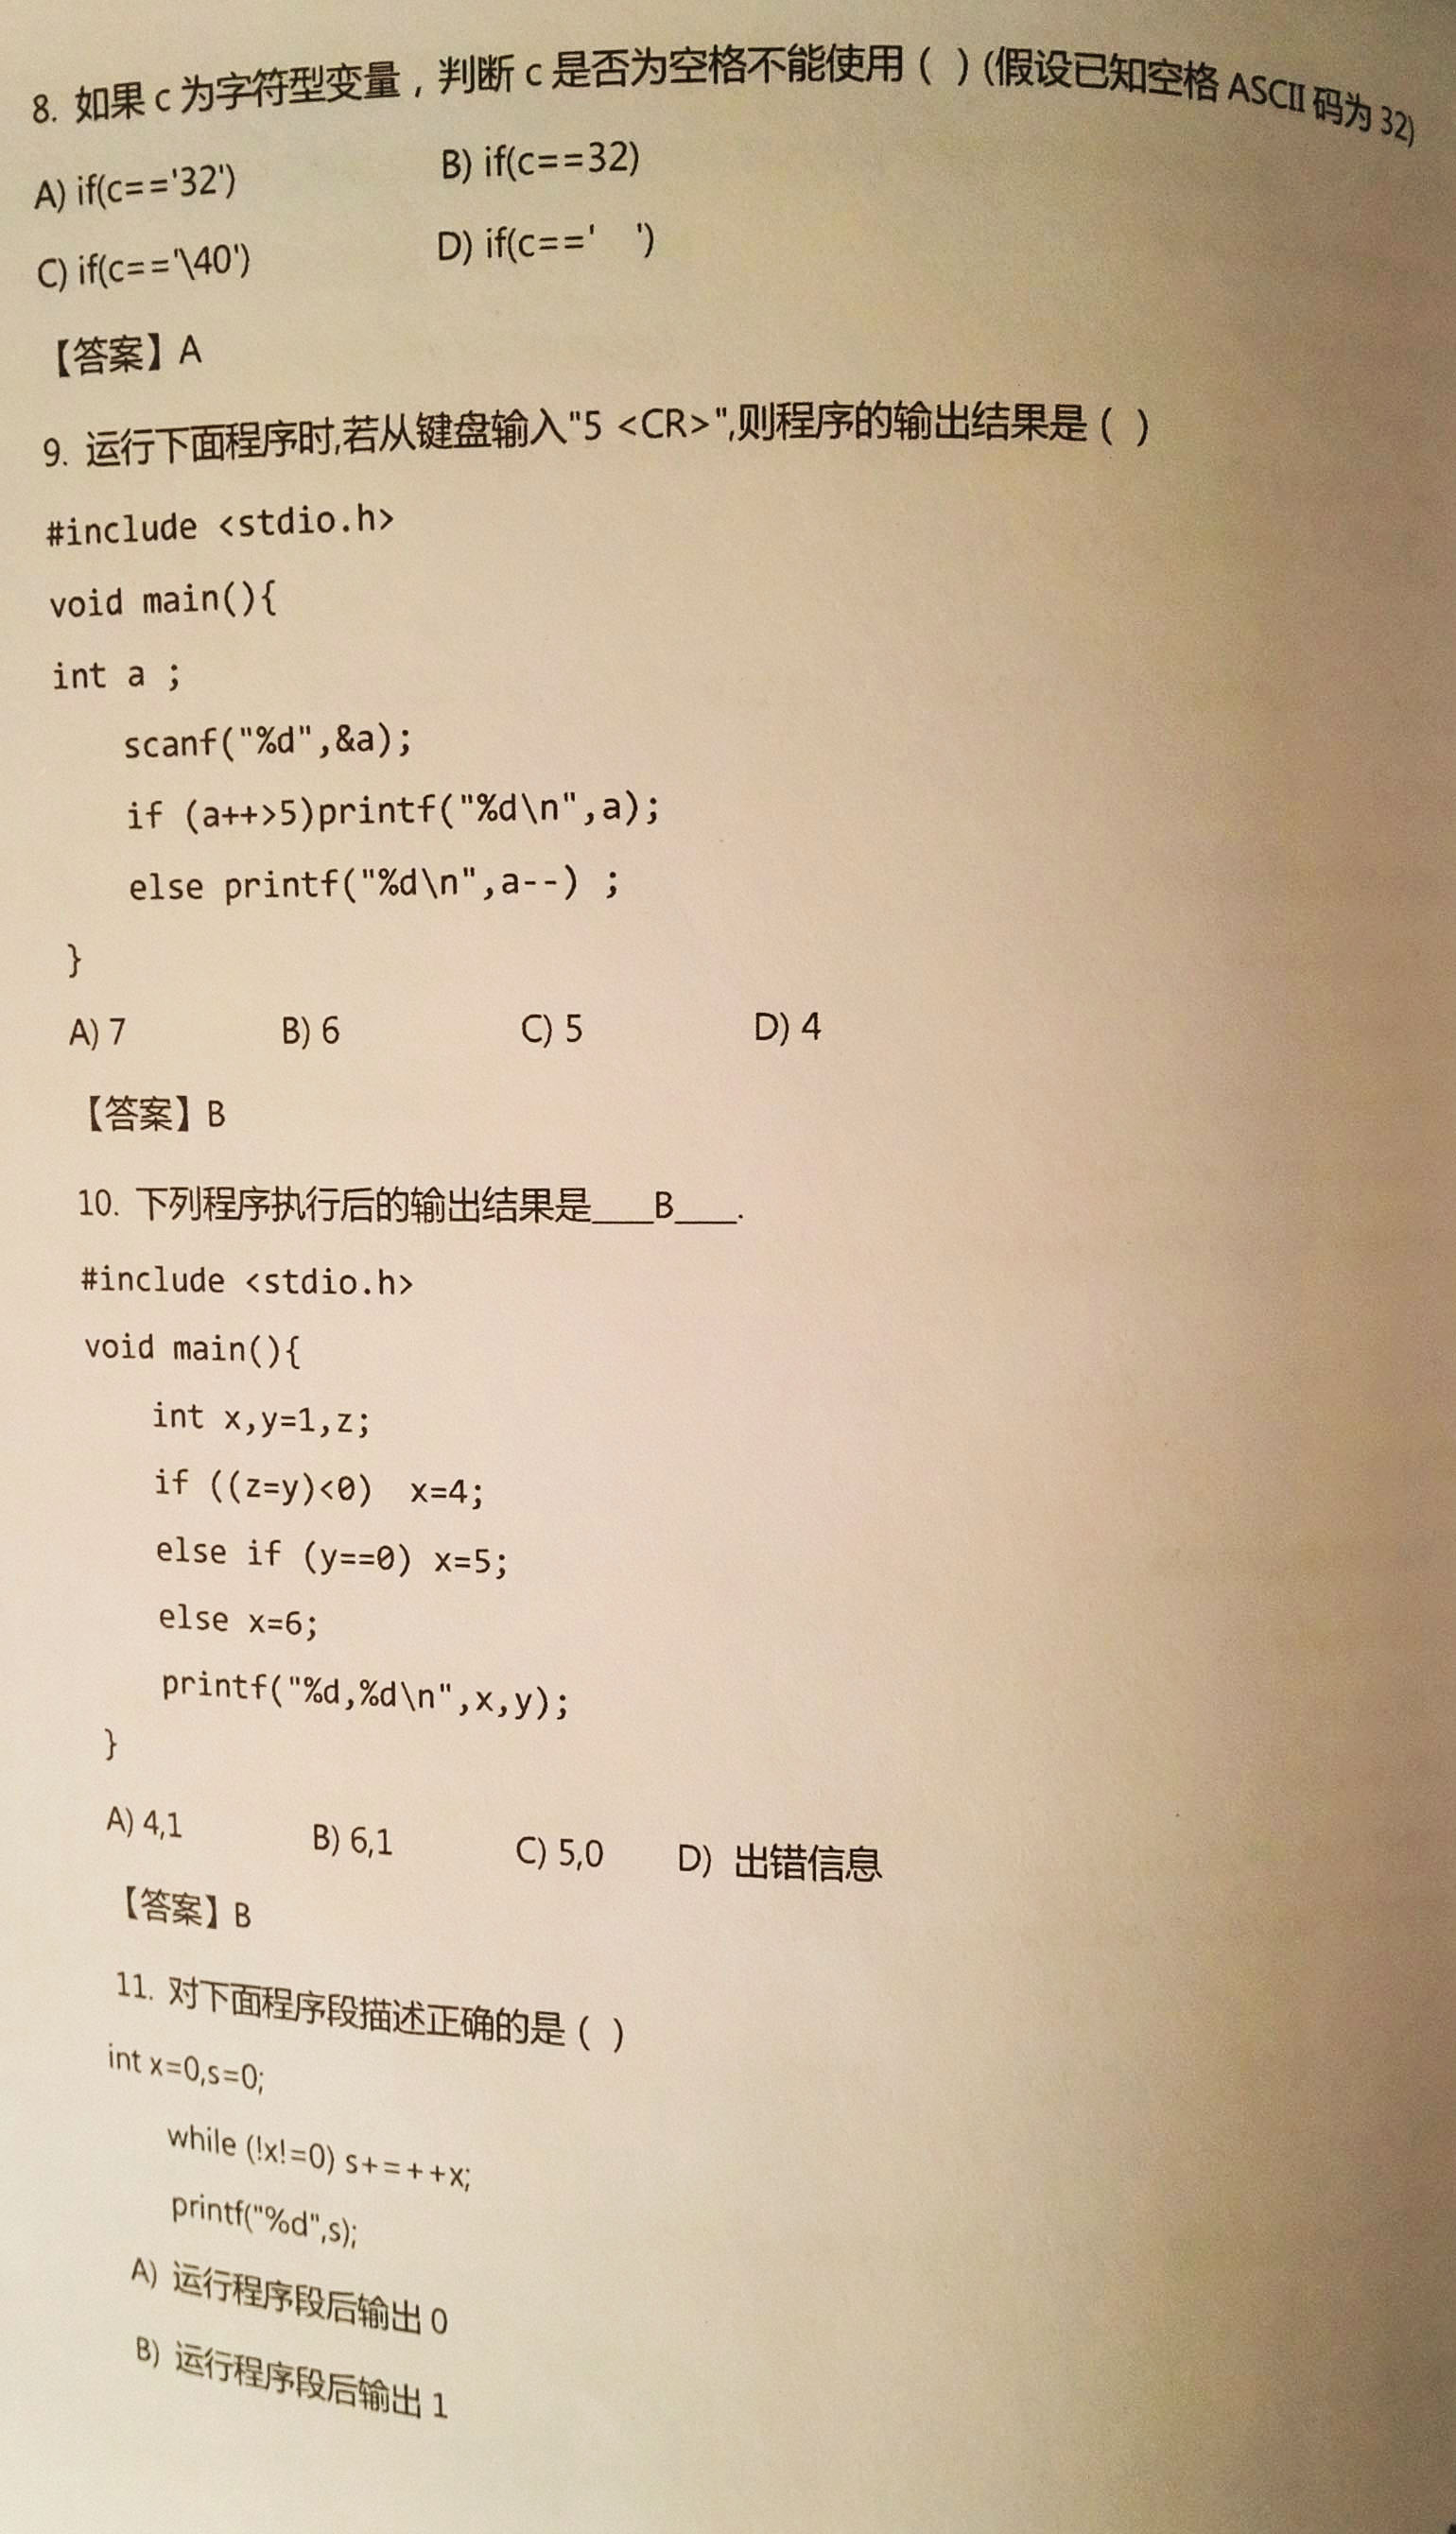 8. 如果 c 为字符型变量，判断 c 是否为空格不能使用（ ）(假设已知空格 ASCII 码为 32)
A) if(c=='32') B) if(c==32)
C) if(c=='\40') D) if(c==' ')
【答案】A
9. 运行下面程序时,若从键盘输入"5 <CR>",则程序的输出结果是（ ）
#include <stdio.h>
void main(){
int a ;
scanf("%d",&a);
if (a++>5)printf("%d\n",a);
else printf("%d\n",a--) ;
}
A) 7 B) 6 C) 5 D) 4
【答案】B
10. 下列程序执行后的输出结果是___B___.
#include <stdio.h>
void main(){
int x,y=1,z;
if ((z=y)<0) x=4;
else if (y==0) x=5;
else x=6;
printf("%d,%d\n",x,y);
}
A) 4,1 B) 6,1 C) 5,0 D) 出错信息
【答案】B
11. 对下面程序段描述正确的是（ ）
int x=0,s=0;
while (!x!=0) s+=++x;
printf("%d",s);
A) 运行程序段后输出 0
B) 运行程序段后输出 1